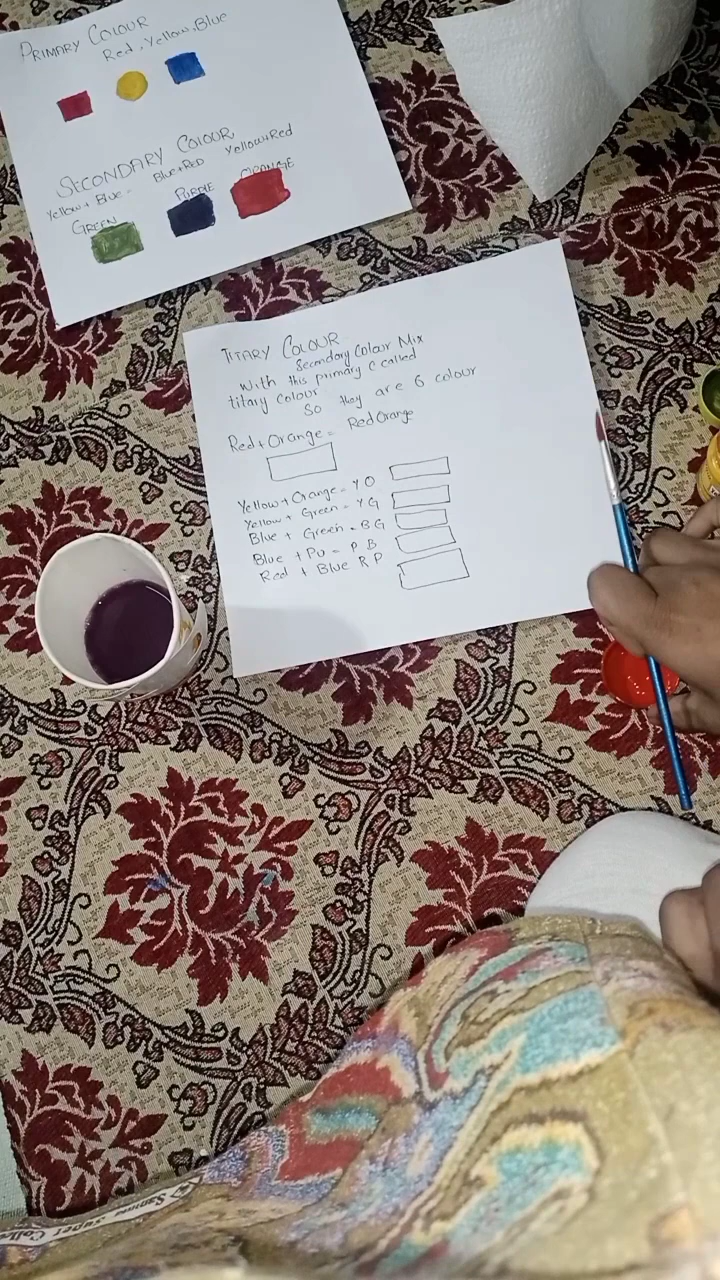 PRIMARY COLOUR
Red, Yellow, Blue
SECONDARY COLOUR
Yellow + Blue =
Blue+RED
Yellow+Red
GREEN
PURPLE
ORANGE
TITARY COLOUR
Secondary Colour Mix
with this primary c called
titary colour
So they are 6 colour
Red + Orange = Red Orange
Yellow + Orange = Y O
Yellow + Green = Y G
Blue + Green = B G
Blue + Pu = P B
Red + Blue R P
Super